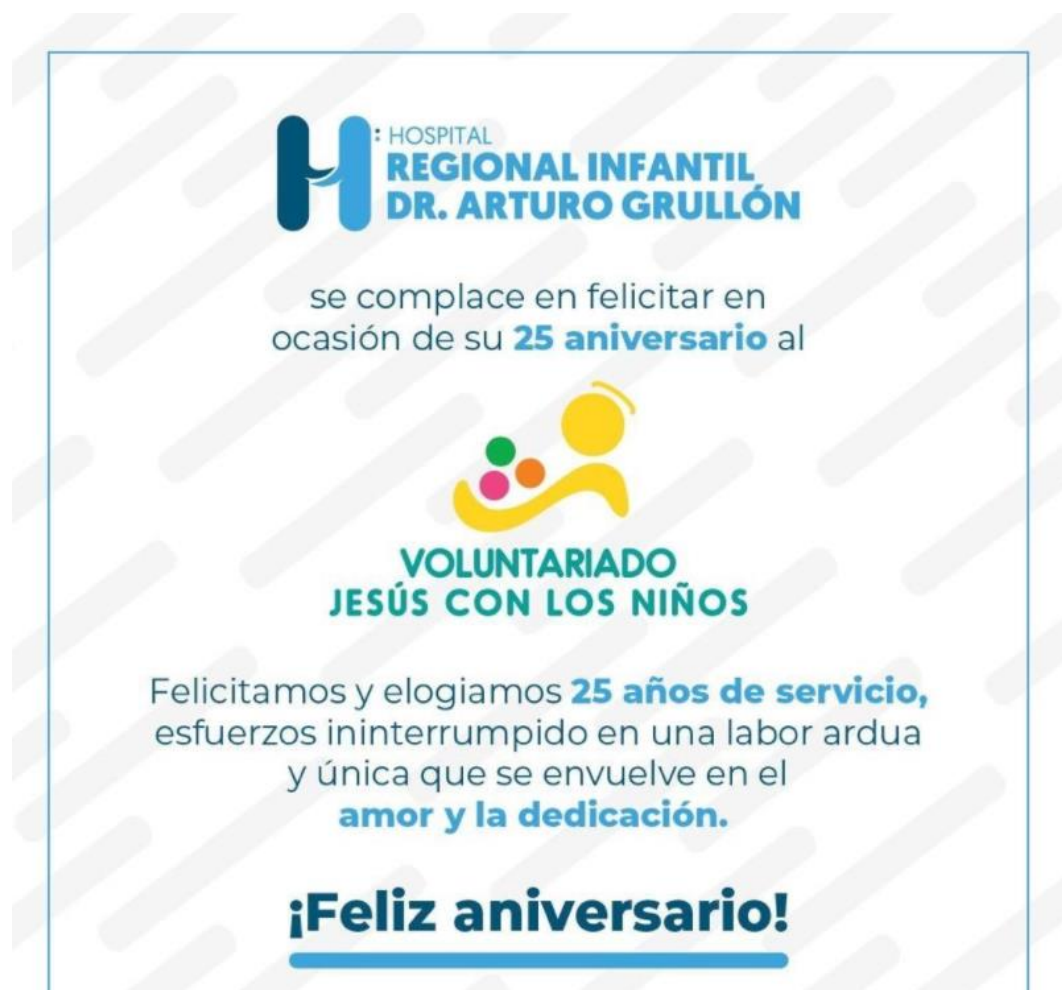 HOSPITAL
REGIONAL INFANTIL
DR. ARTURO GRULLÓN
se complace en felicitar en
ocasión de su 25 aniversario al
VOLUNTARIADO
JESÚS CON LOS NIÑOS
Felicitamos y elogiamos 25 años de servicio,
esfuerzos ininterrumpido en una labor ardua
y única que se envuelve en el
amor y la dedicación.
¡Feliz aniversario!